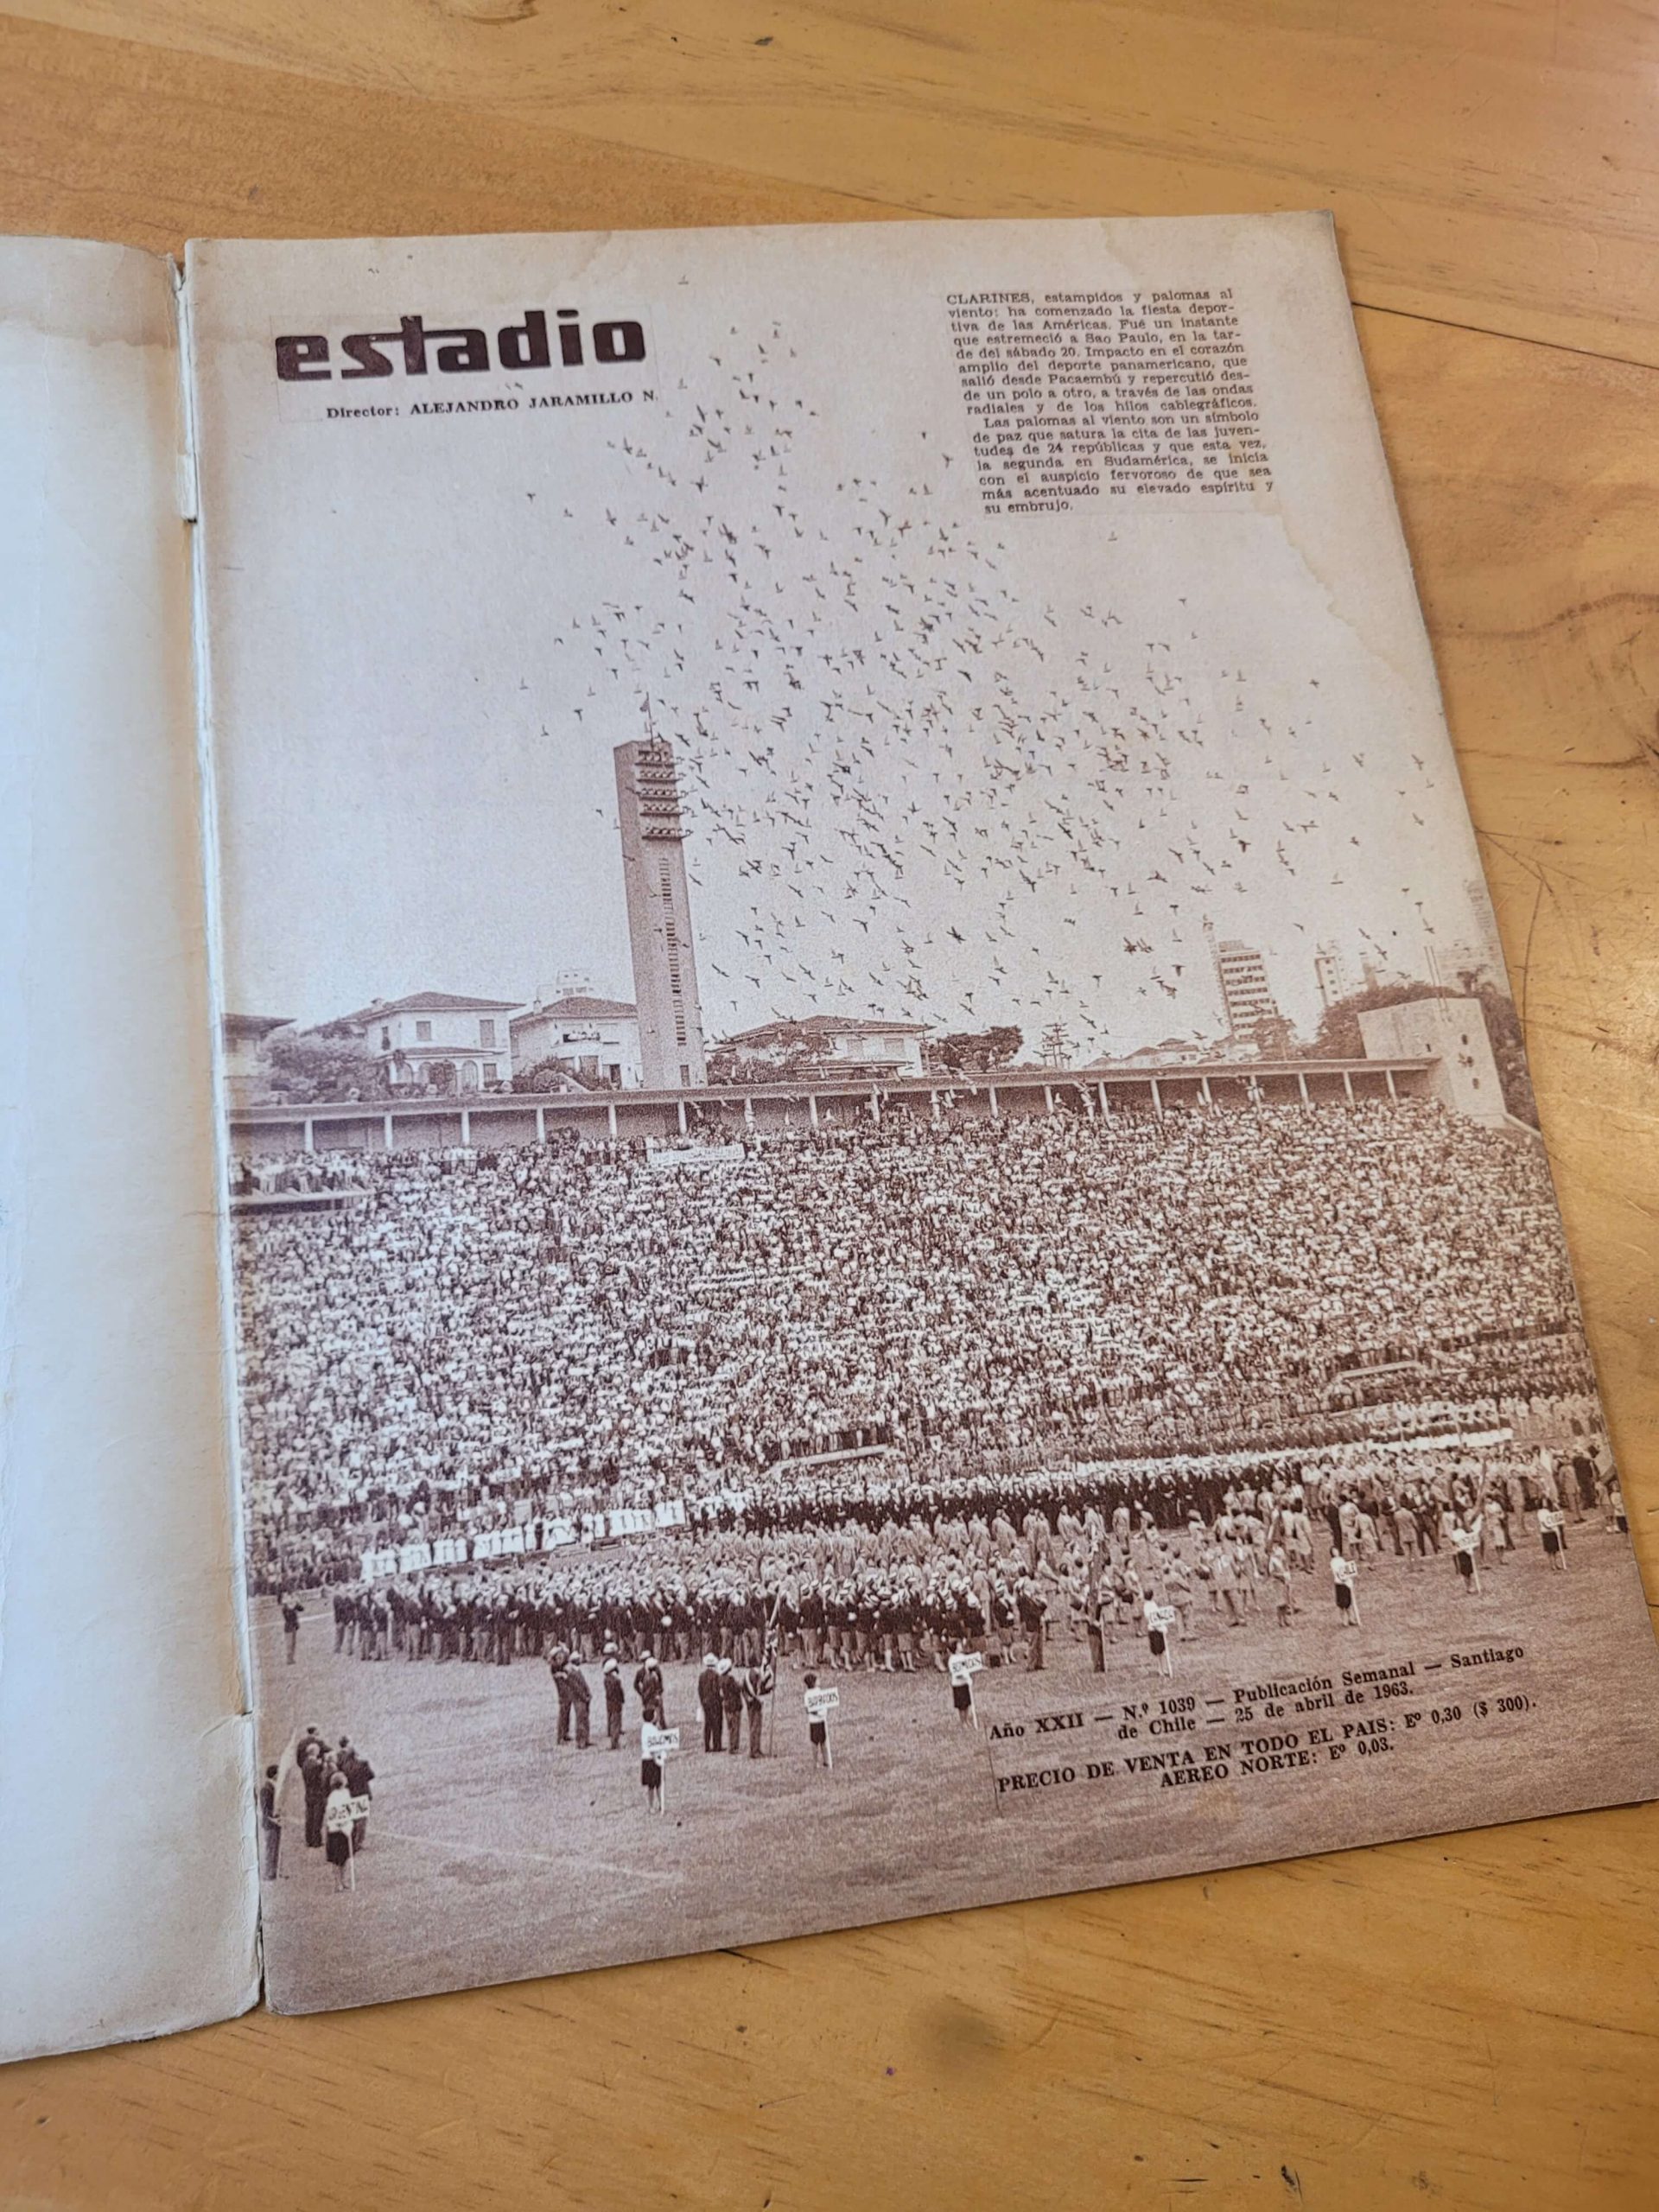 estadio
Director: ALEJANDRO JARAMILLO N.
CLARINES, estampidos y palomas al
viento: ha comenzado la fiesta depor-
tiva de las Américas. Fué un instante
que estremeció a Sao Paulo, en la tar-
de del sábado 20. Impacto en el corazón
amplio del deporte panamericano, que
salió desde Pacaembú y repercutió des-
de un polo a otro, a través de las ondas
radiales y de los hilos cablegráficos.
Las palomas al viento son un símbolo
de paz que satura la cita de las juven-
tudes de 24 repúblicas y que esta vez,
la segunda en Sudamérica, se inicia
con el auspicio fervoroso de que sea
más acentuado su elevado espíritu y
su embrujo.
BARBADOS
ARGENTINA
Año XXII — N.º 1039 — Publicación Semanal — Santiago
de Chile — 25 de abril de 1963.
PRECIO DE VENTA EN TODO EL PAIS: Eº 0,30 ($ 300).
AEREO NORTE: Eº 0,03.